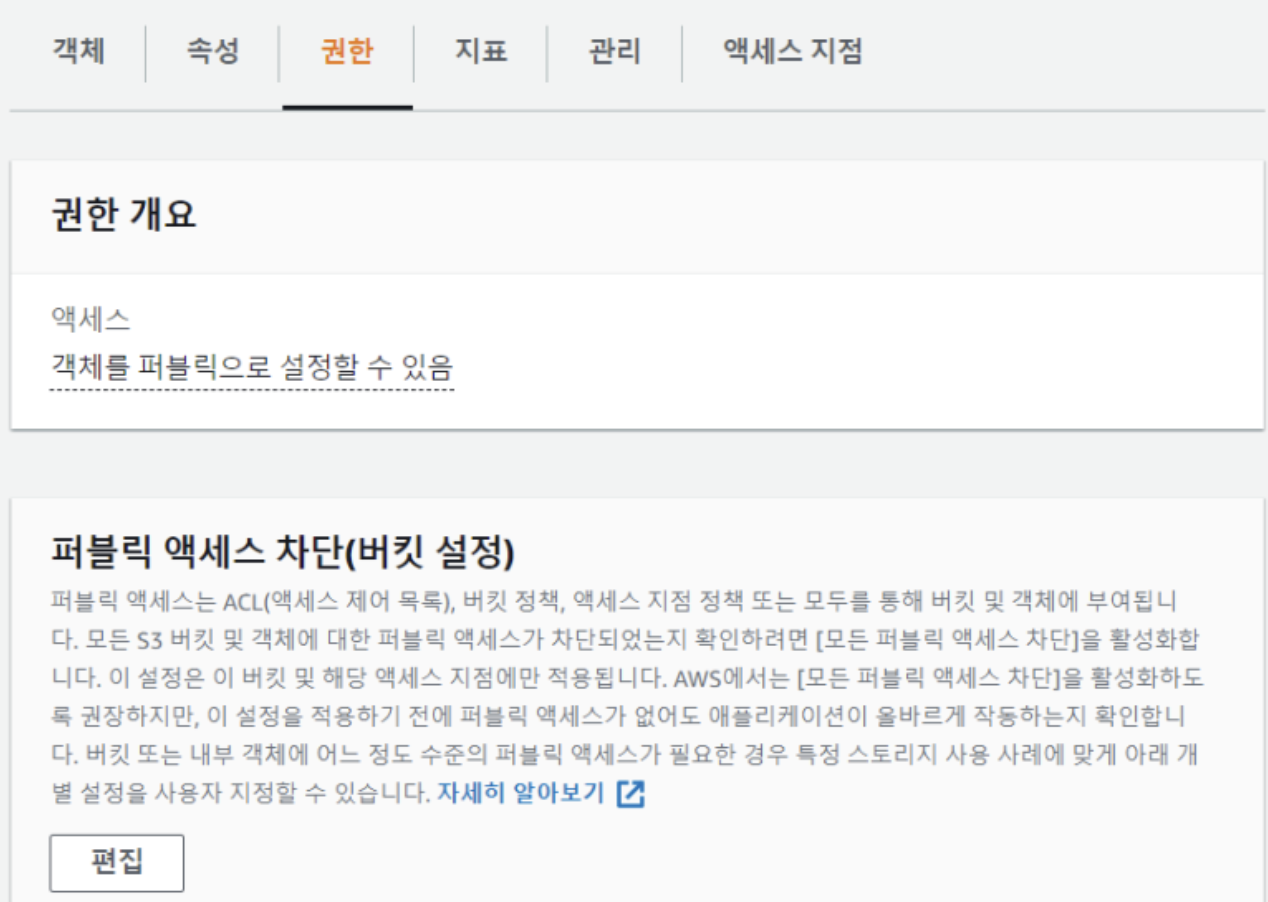 객체 속성 권한 지표 관리 액세스 지점
권한 개요
액세스
객체를 퍼블릭으로 설정할 수 있음
퍼블릭 액세스 차단(버킷 설정)
퍼블릭 액세스는 ACL(액세스 제어 목록), 버킷 정책, 액세스 지점 정책 또는 모두를 통해 버킷 및 객체에 부여됩니
다. 모든 S3 버킷 및 객체에 대한 퍼블릭 액세스가 차단되었는지 확인하려면 [모든 퍼블릭 액세스 차단]을 활성화합
니다. 이 설정은 이 버킷 및 해당 액세스 지점에만 적용됩니다. AWS에서는 [모든 퍼블릭 액세스 차단]을 활성화하도
록 권장하지만, 이 설정을 적용하기 전에 퍼블릭 액세스가 없어도 애플리케이션이 올바르게 작동하는지 확인합니
다. 버킷 또는 내부 객체에 어느 정도 수준의 퍼블릭 액세스가 필요한 경우 특정 스토리지 사용 사례에 맞게 아래 개
별 설정을 사용자 지정할 수 있습니다. 자세히 알아보기
편집